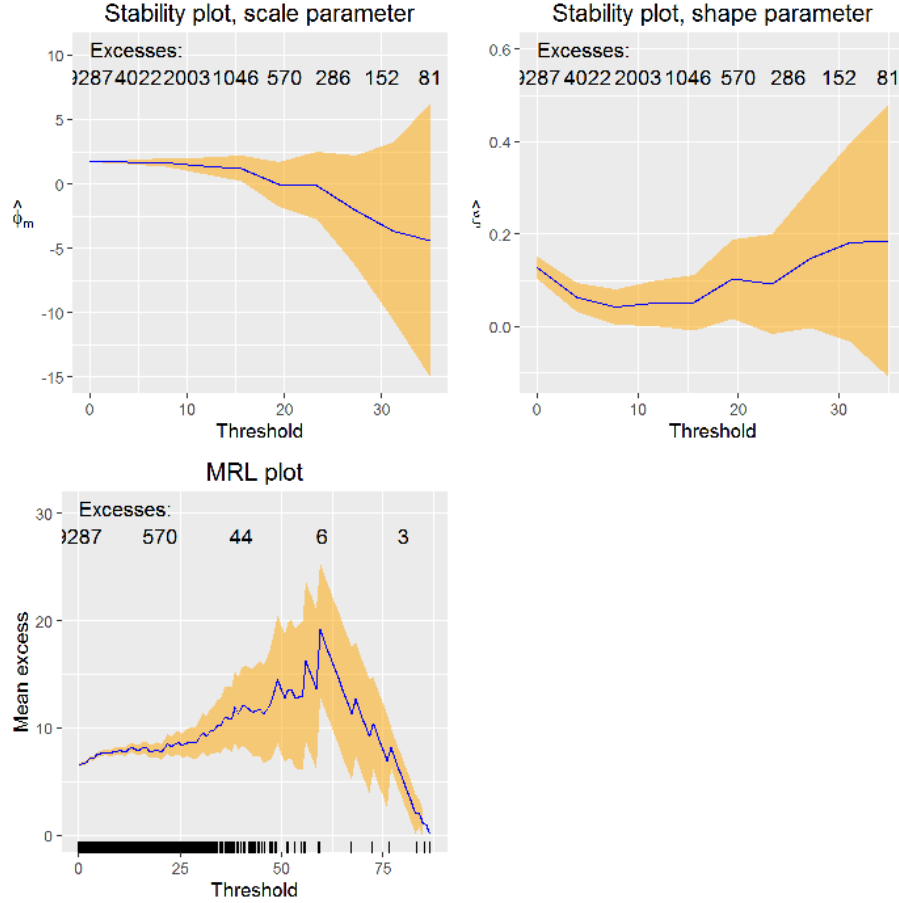 Stability plot, scale parameter
Excesses:
9287 4022 2003 1046 570 286 152 81
10
5
0
-5
-10
-15
ϕ̂m
0 10 20 30
Threshold
Stability plot, shape parameter
Excesses:
9287 4022 2003 1046 570 286 152 81
0.6
0.4
0.2
0.0
ξ̂
0 10 20 30
Threshold
MRL plot
Excesses:
9287 570 44 6 3
30
20
10
0
Mean excess
0 25 50 75
Threshold